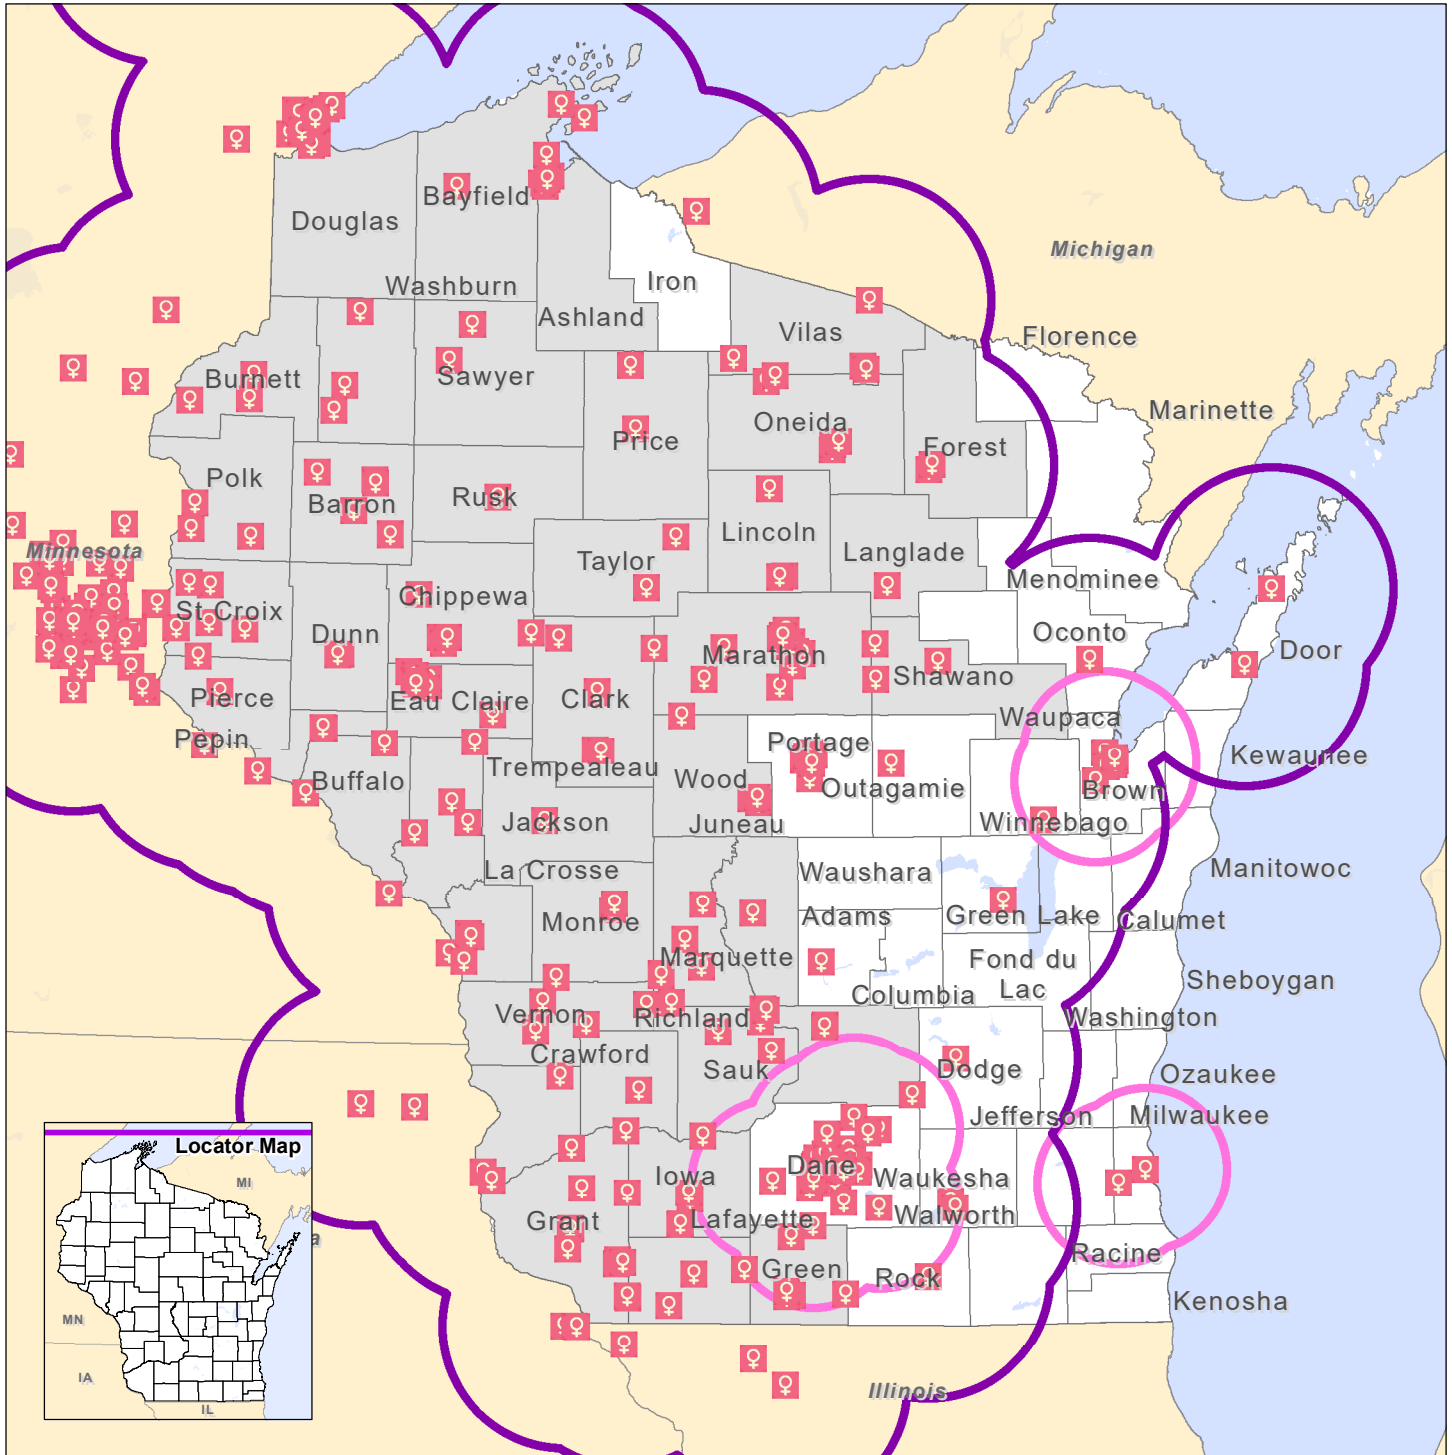 Michigan
Bayfield
Douglas
Iron
Washburn
Ashland
Vilas
Florence
Burnett
Sawyer
Marinette
Oneida
Price
Forest
Polk
Barron
Rusk
Lincoln
Minnesota
Taylor
Langlade
Menominee
Chippewa
St Croix
Dunn
Oconto
Door
Marathon
Shawano
Pierce
Eau Claire
Clark
Waupaca
Pepin
Portage
Kewaunee
Trempealeau
Buffalo
Wood
Outagamie
Brown
Jackson
Juneau
Winnebago
La Crosse
Waushara
Manitowoc
Monroe
Adams
Green Lake
Calumet
Marquette
Fond du
Lac
Sheboygan
Columbia
Vernon
Richland
Washington
Crawford
Sauk
Dodge
Ozaukee
Jefferson
Milwaukee
Locator Map
MI
Iowa
Dane
Waukesha
Grant
Lafayette
Walworth
a
Racine
Green
Rock
Kenosha
MN
IA
IL
Illinois